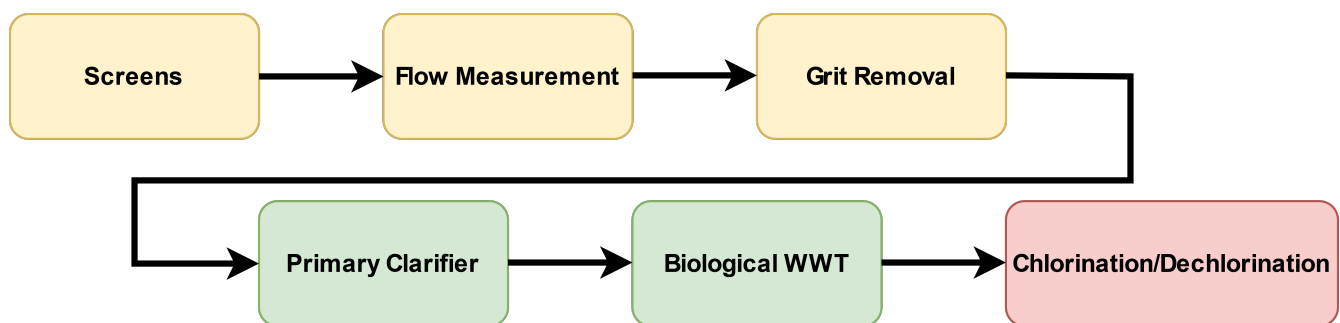 Screens
Flow Measurement
Grit Removal
Primary Clarifier
Biological WWT
Chlorination/Dechlorination